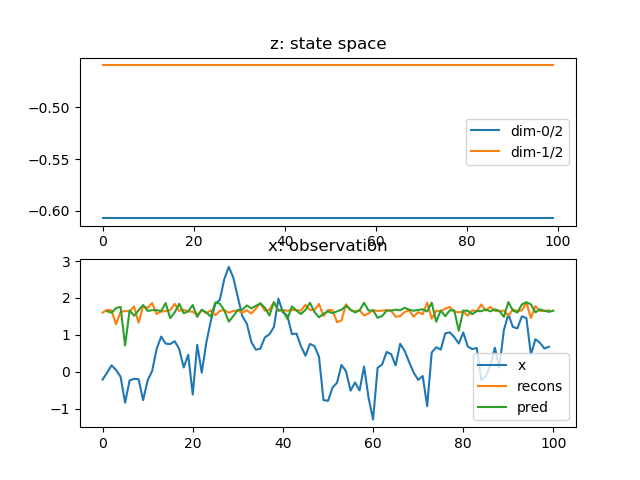 z: state space
−0.50
−0.55
−0.60
dim-0/2
dim-1/2
0 20 40 60 80 100
x: observation
3
2
1
0
−1
x
recons
pred
0 20 40 60 80 100